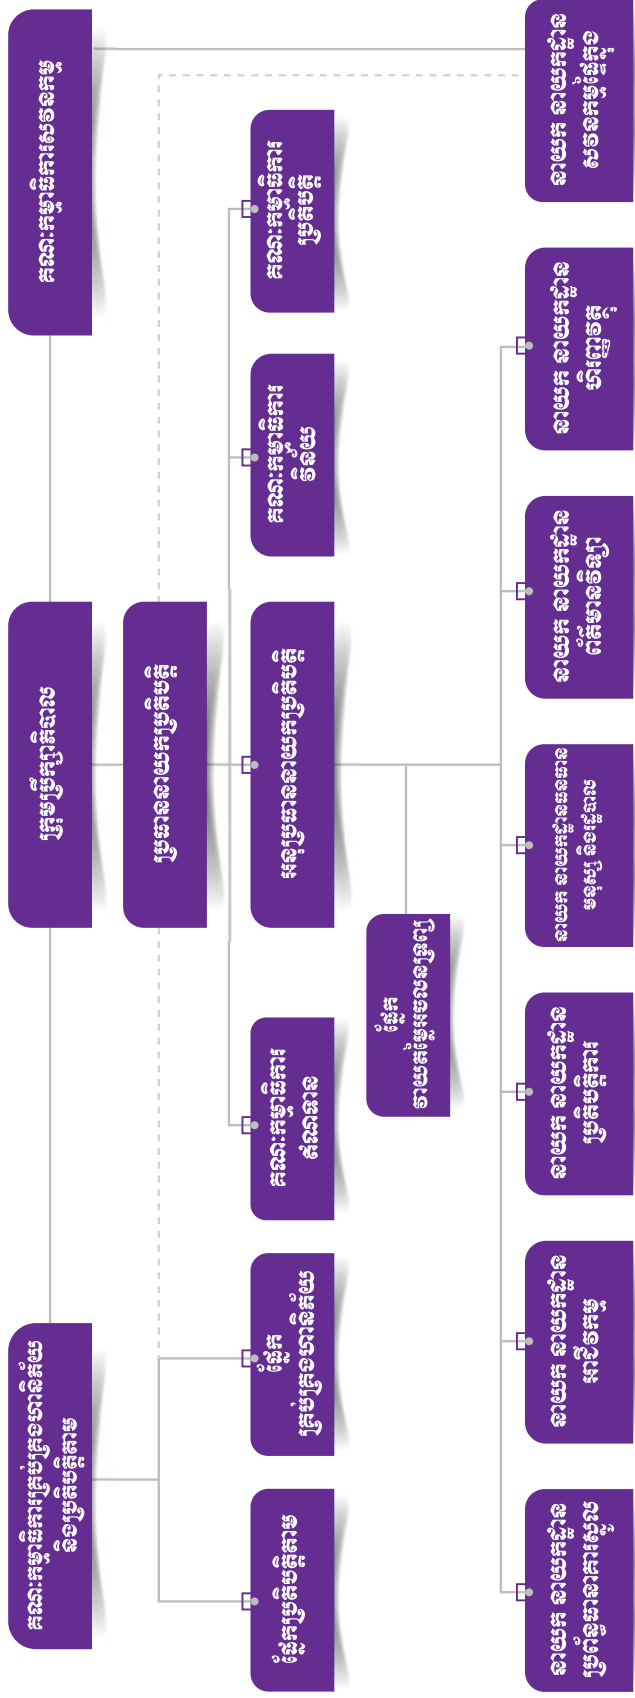 គណៈកម្មាធិការគ្រប់គ្រងហានិភ័យ
និងប្រតិបត្តិតាម
ក្រុមប្រឹក្សាភិបាល
គណៈកម្មាធិការសវនកម្ម
ប្រធាននាយកប្រតិបត្តិ
ផ្នែកប្រតិបត្តិតាម
ផ្នែក
គ្រប់គ្រងហានិភ័យ
គណៈកម្មាធិការ
ឥណទាន
អនុប្រធាននាយកប្រតិបត្តិ
គណៈកម្មាធិការ
វិន័យ
គណៈកម្មាធិការ
ប្រតិបត្តិ
ផ្នែក
នាយក នាយកដ្ឋាន
ប្រព័ន្ធធនាគារស្នូល
នាយក នាយកដ្ឋាន
អាជីវកម្ម
នាយក នាយកដ្ឋាន
ប្រតិបត្តិការ
នាយក នាយកដ្ឋានធនធាន
មនុស្ស និងរដ្ឋបាល
នាយក នាយកដ្ឋាន
ព័ត៌មានវិទ្យា
នាយក នាយកដ្ឋាន
ហិរញ្ញវត្ថុ
នាយក នាយកដ្ឋាន
សវនកម្មផ្ទៃក្នុង